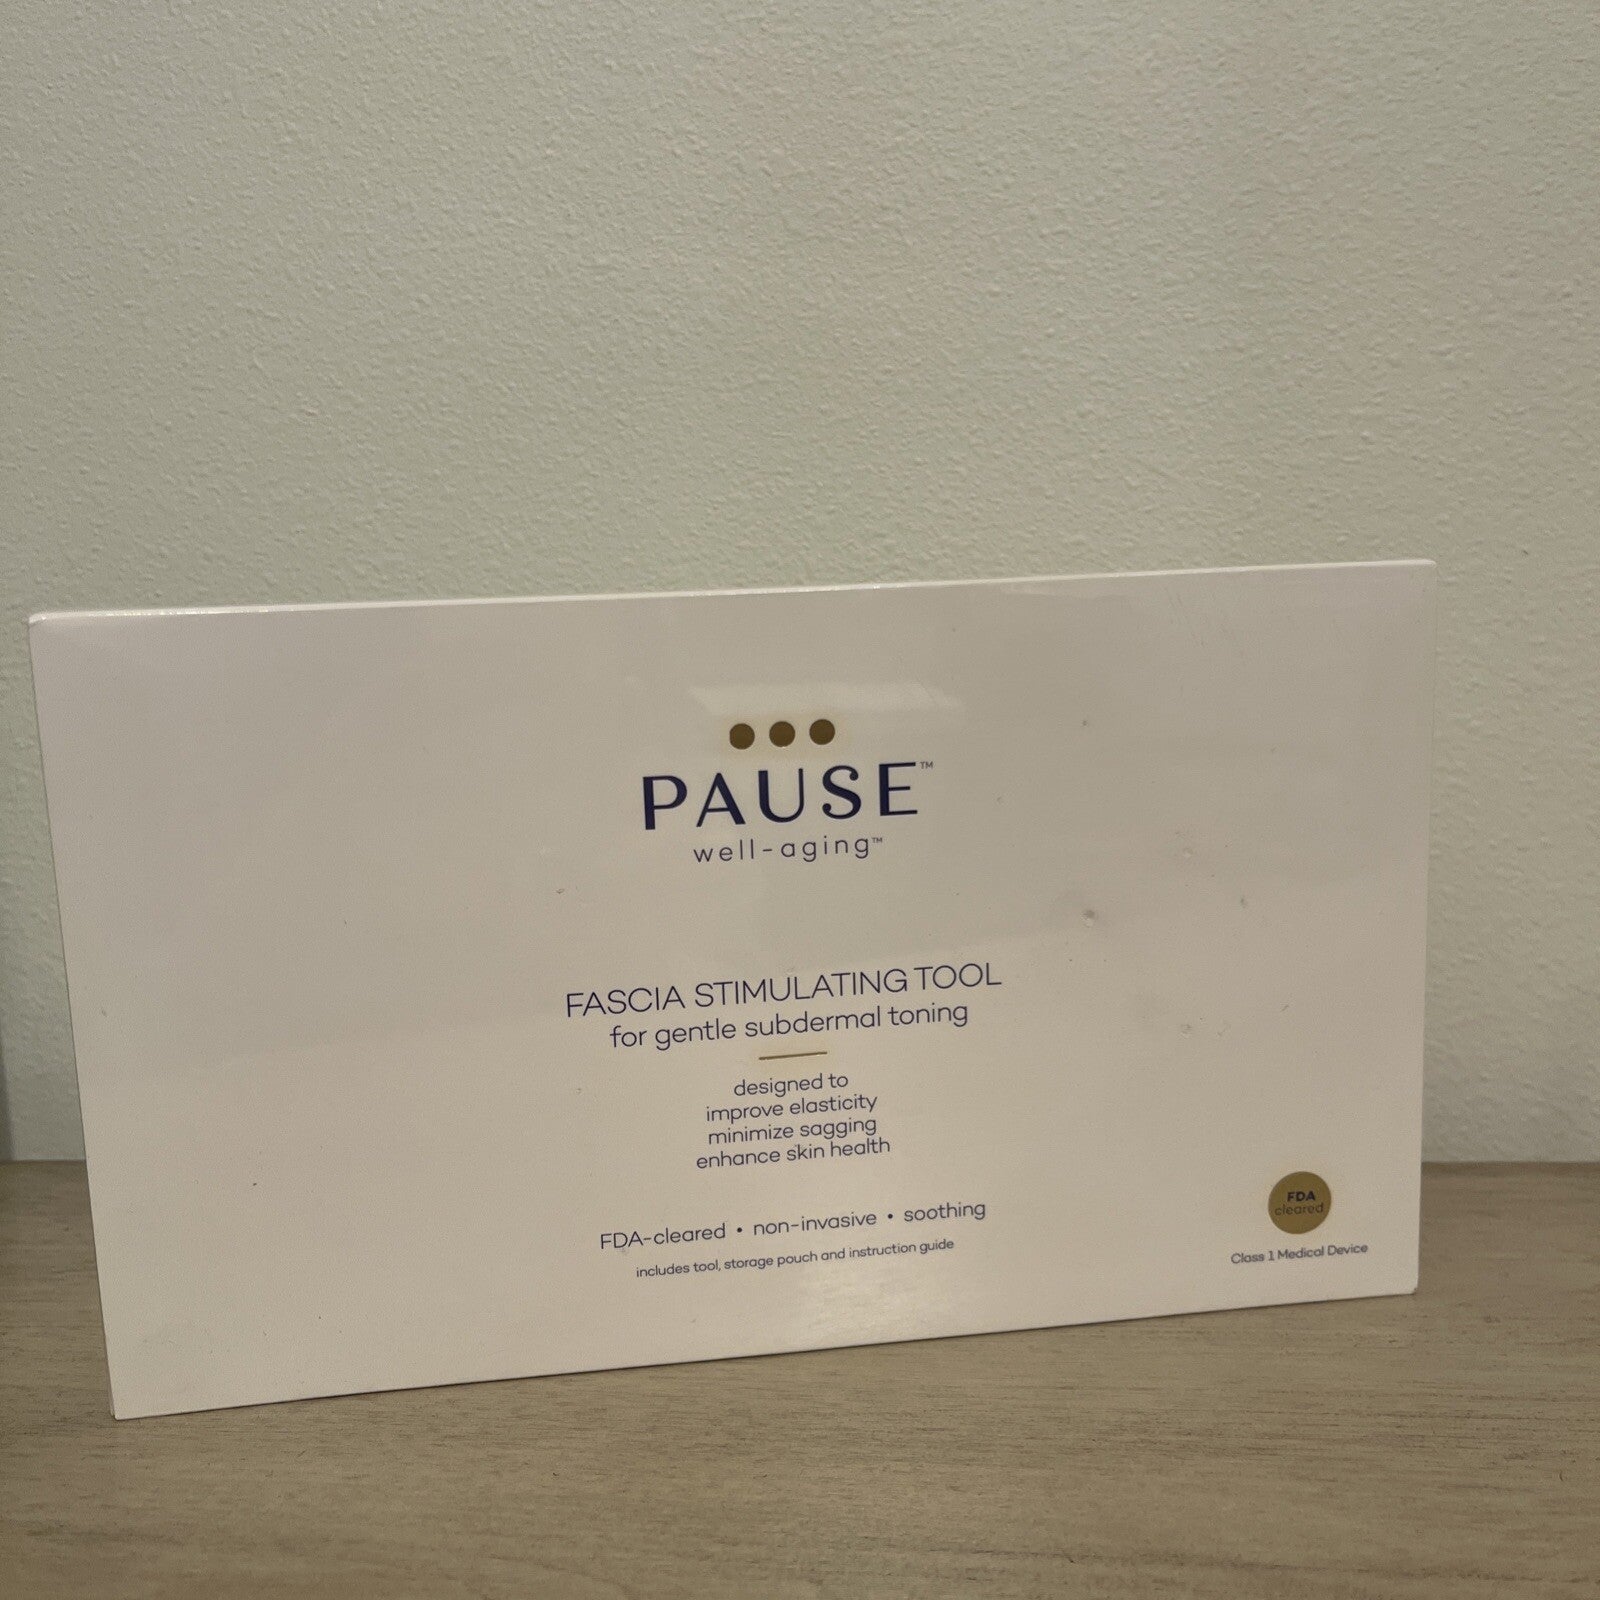 PAUSE™
well-aging™
FASCIA STIMULATING TOOL
for gentle subdermal toning
designed to
improve elasticity
minimize sagging
enhance skin health
FDA-cleared • non-invasive • soothing
includes tool, storage pouch and instruction guide
FDA
cleared
Class 1 Medical Device